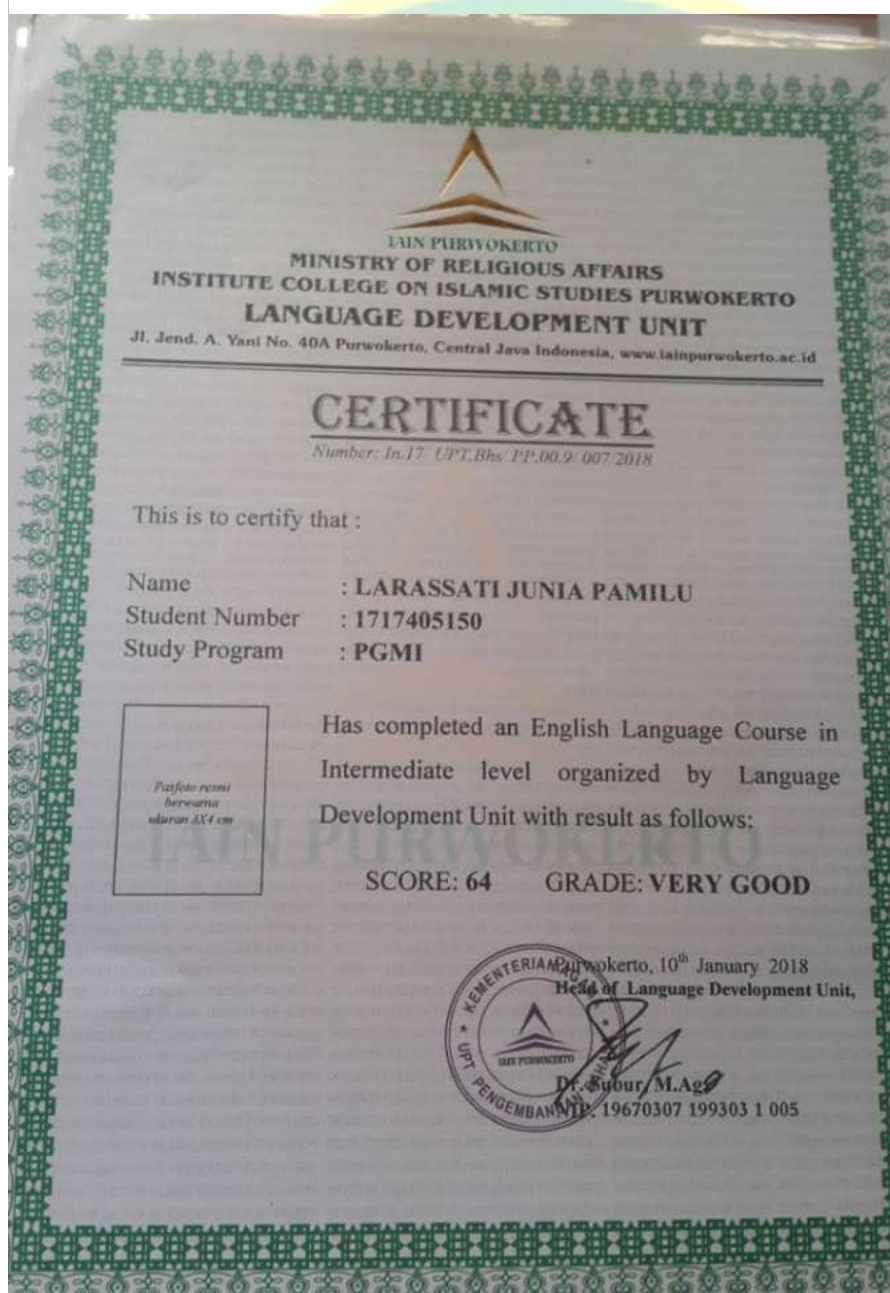 IAIN PURWOKERTO
MINISTRY OF RELIGIOUS AFFAIRS
INSTITUTE COLLEGE ON ISLAMIC STUDIES PURWOKERTO
LANGUAGE DEVELOPMENT UNIT
Jl. Jend. A. Yani No. 40A Purwokerto, Central Java Indonesia, www.iainpurwokerto.ac.id
CERTIFICATE
Number: In.17/ UPT.Bhs/ PP.00.9/ 007/2018
This is to certify that :
Name : LARASSATI JUNIA PAMILU
Student Number : 1717405150
Study Program : PGMI
Pasfoto resmi
berwarna
ukuran 3X4 cm
Has completed an English Language Course in
Intermediate level organized by Language
Development Unit with result as follows:
IAIN PURWOKERTO
SCORE: 64 GRADE: VERY GOOD
Purwokerto, 10th January 2018
Head of Language Development Unit,
KEMENTERIAN AGAMA
IAIN PURWOKERTO
UPT PENGEMBANGAN BAHASA
Dr. Subur, M.Ag
NIP. 19670307 199303 1 005